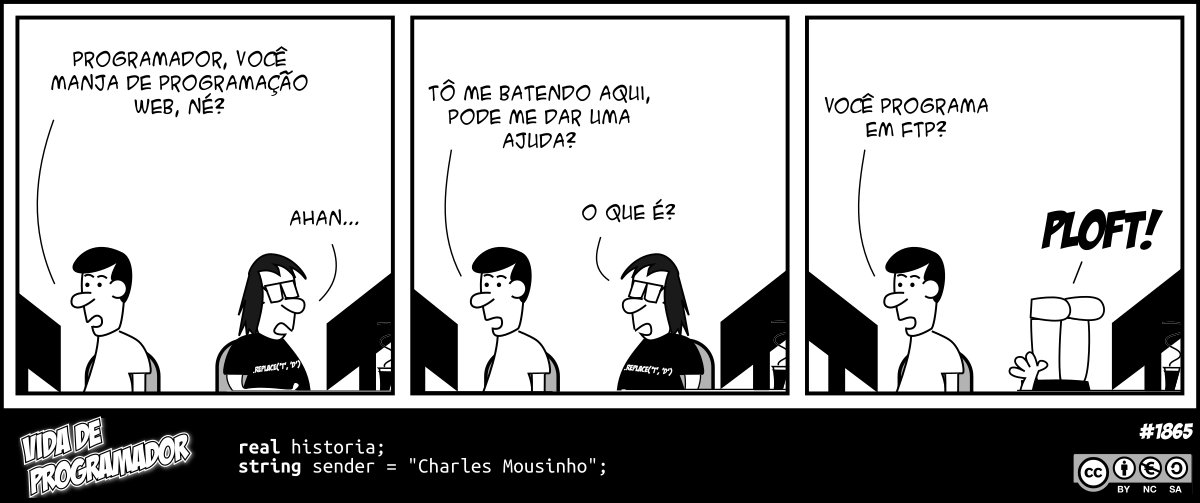 PROGRAMADOR, VOCÊ
MANJA DE PROGRAMAÇÃO
WEB, NÉ?
AHAN...
.REPLACE("T", "D")
TÔ ME BATENDO AQUI,
PODE ME DAR UMA
AJUDA?
O QUE É?
.REPLACE("T", "D")
VOCÊ PROGRAMA
EM FTP?
PLOFT!
VIDA DE
PROGRAMADOR
real historia;
string sender = "Charles Mousinho";
#1865
cc
BY NC SA